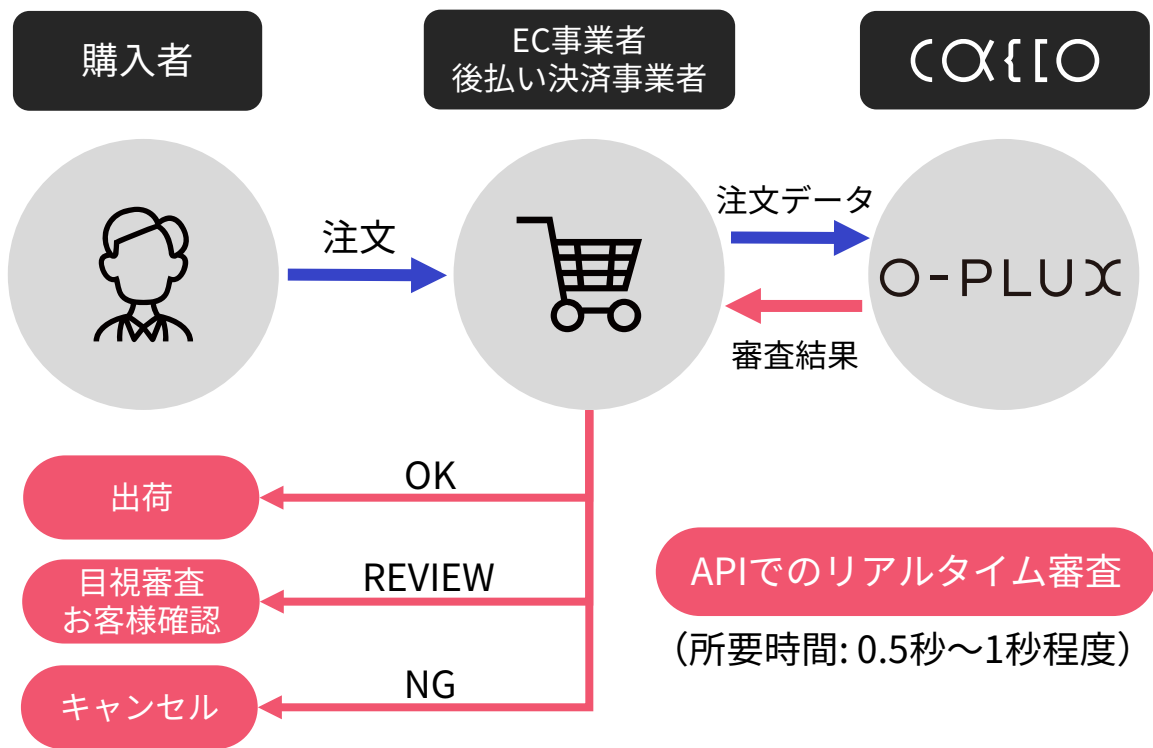 購入者
EC事業者
後払い決済事業者
cacco
注文
注文データ
O-PLUX
審査結果
OK
出荷
REVIEW
目視審査
お客様確認
NG
キャンセル
APIでのリアルタイム審査
（所要時間: 0.5秒〜1秒程度）